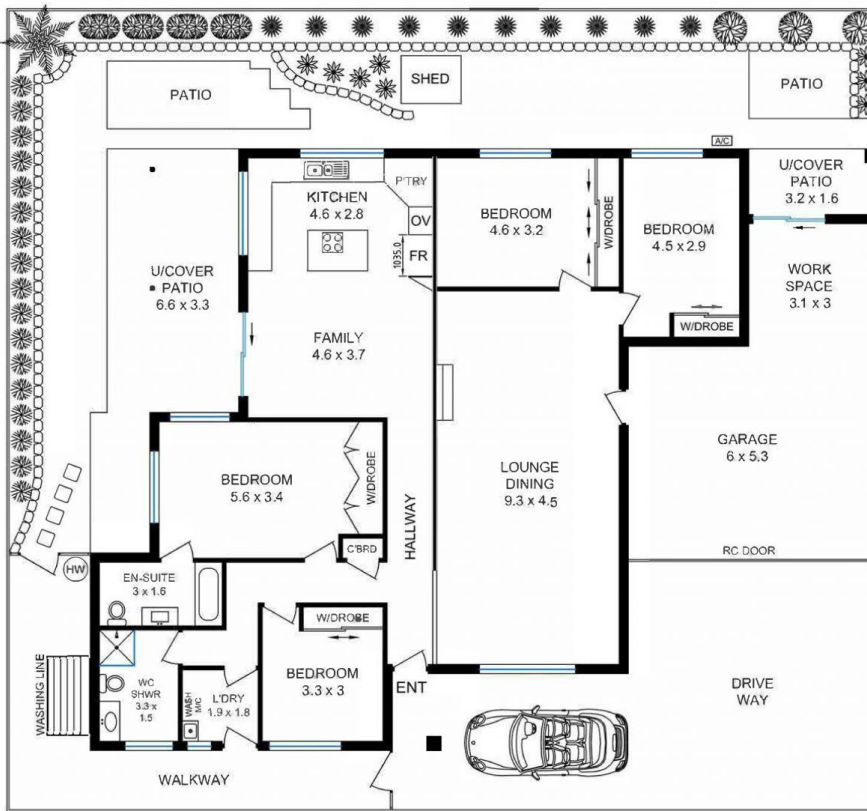 PATIO
SHED
PATIO
A/C
KITCHEN
4.6 x 2.8
P'TRY
OV
FR
1035.0
BEDROOM
4.6 x 3.2
W/DROBE
BEDROOM
4.5 x 2.9
W/DROBE
U/COVER
PATIO
3.2 x 1.6
WORK
SPACE
3.1 x 3
U/COVER
PATIO
6.6 x 3.3
FAMILY
4.6 x 3.7
GARAGE
6 x 5.3
RC DOOR
LOUNGE
DINING
9.3 x 4.5
BEDROOM
5.6 x 3.4
W/DROBE
HALLWAY
C'BRD
HW
EN-SUITE
3 x 1.6
W/DROBE
BEDROOM
3.3 x 3
ENT
WASHING LINE
WC
SHWR
3.3 x
1.5
WASH
M/C
L'DRY
1.9 x 1.8
DRIVE
WAY
WALKWAY